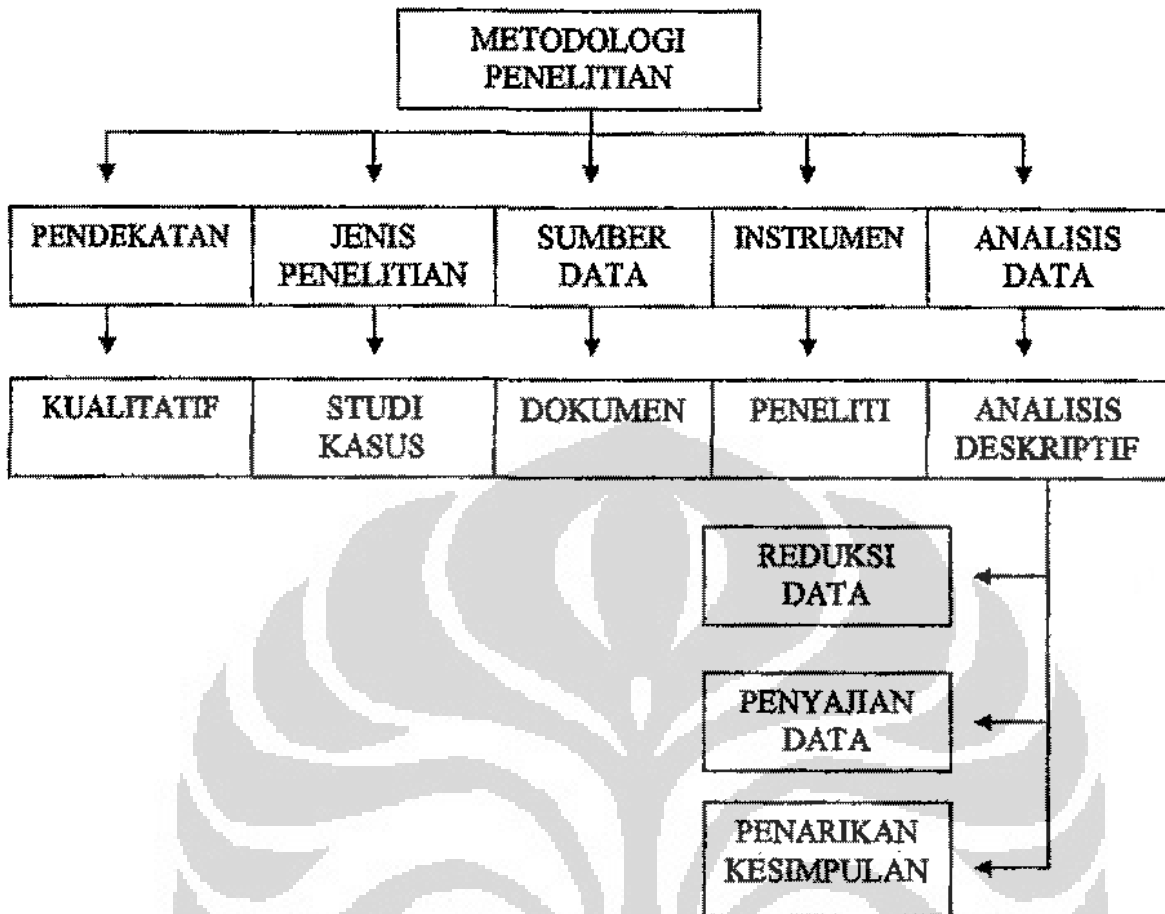 METODOLOGI
PENELITIAN
PENDEKATAN
JENIS
PENELITIAN
SUMBER
DATA
INSTRUMEN
ANALISIS
DATA
KUALITATIF
STUDI
KASUS
DOKUMEN
PENELITI
ANALISIS
DESKRIPTIF
REDUKSI
DATA
PENYAJIAN
DATA
PENARIKAN
KESIMPULAN